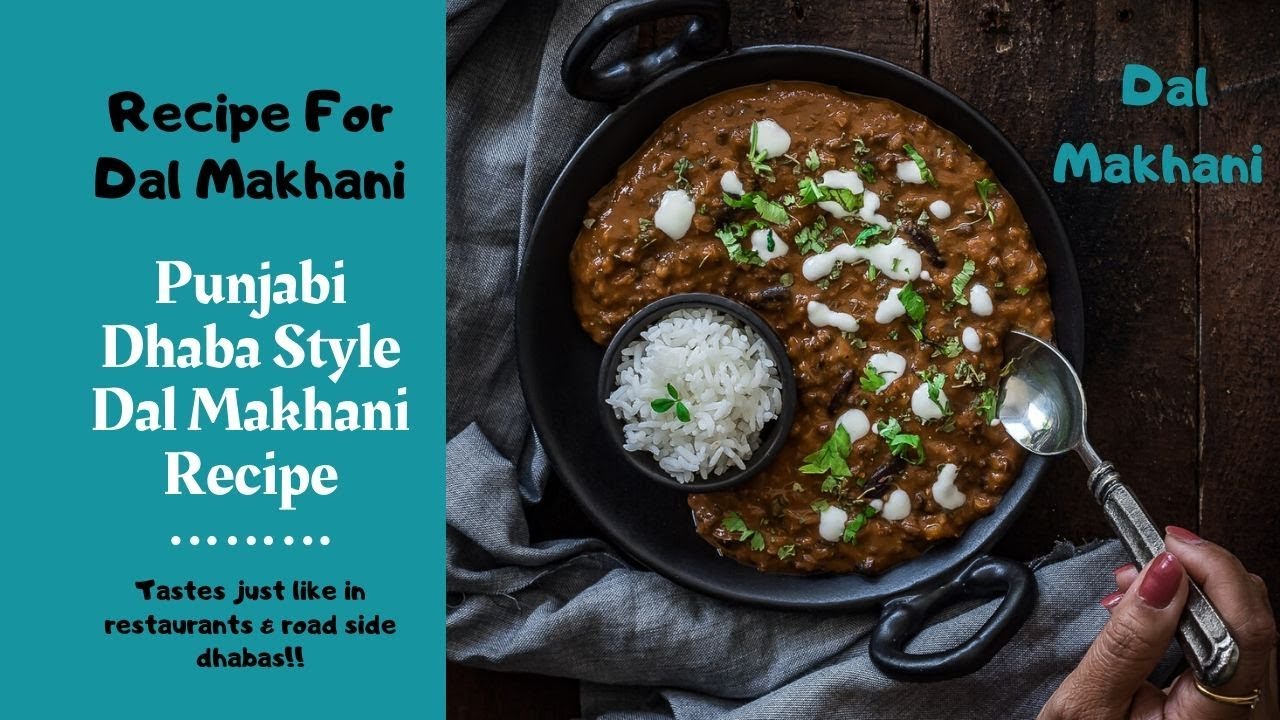 Recipe For
Dal Makhani
Punjabi
Dhaba Style
Dal Makhani
Recipe
.........
Tastes just like in
restaurants & road side
dhabas!!
Dal
Makhani